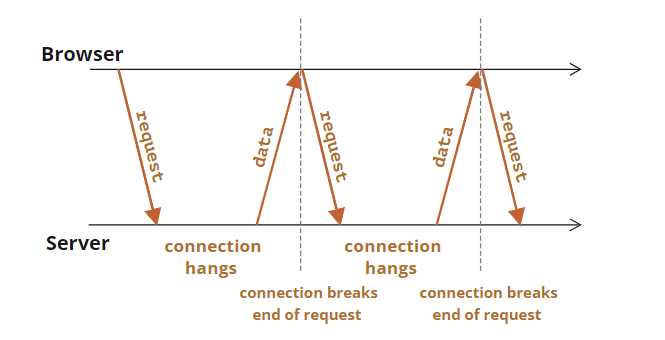 Browser
request
data
request
data
request
Server
connection
hangs
connection
hangs
connection breaks
end of request
connection breaks
end of request